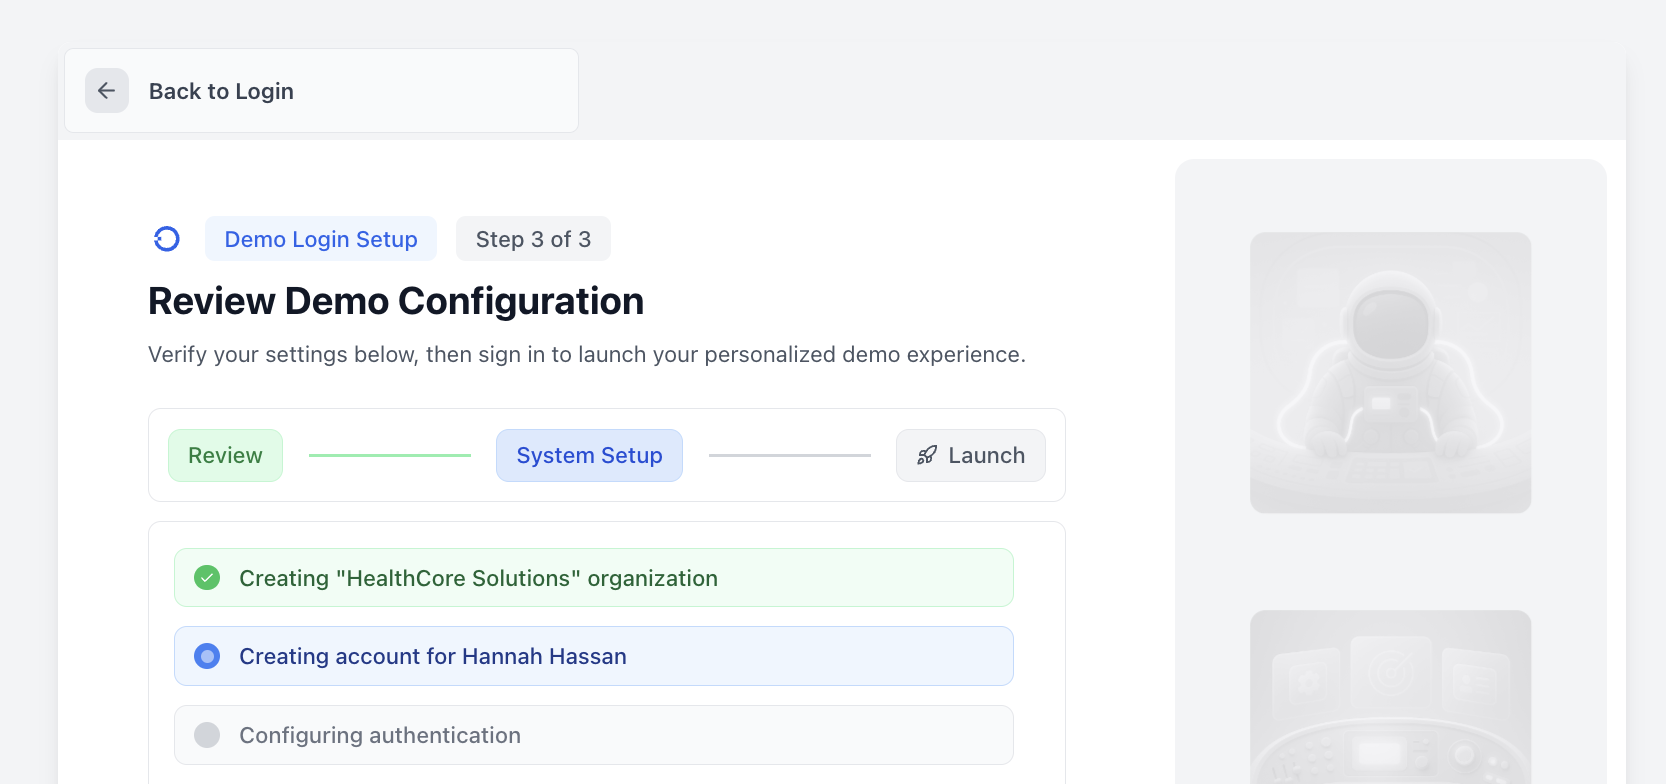 Back to Login
Demo Login Setup
Step 3 of 3
Review Demo Configuration
Verify your settings below, then sign in to launch your personalized demo experience.
Review
System Setup
Launch
Creating "HealthCore Solutions" organization
Creating account for Hannah Hassan
Configuring authentication